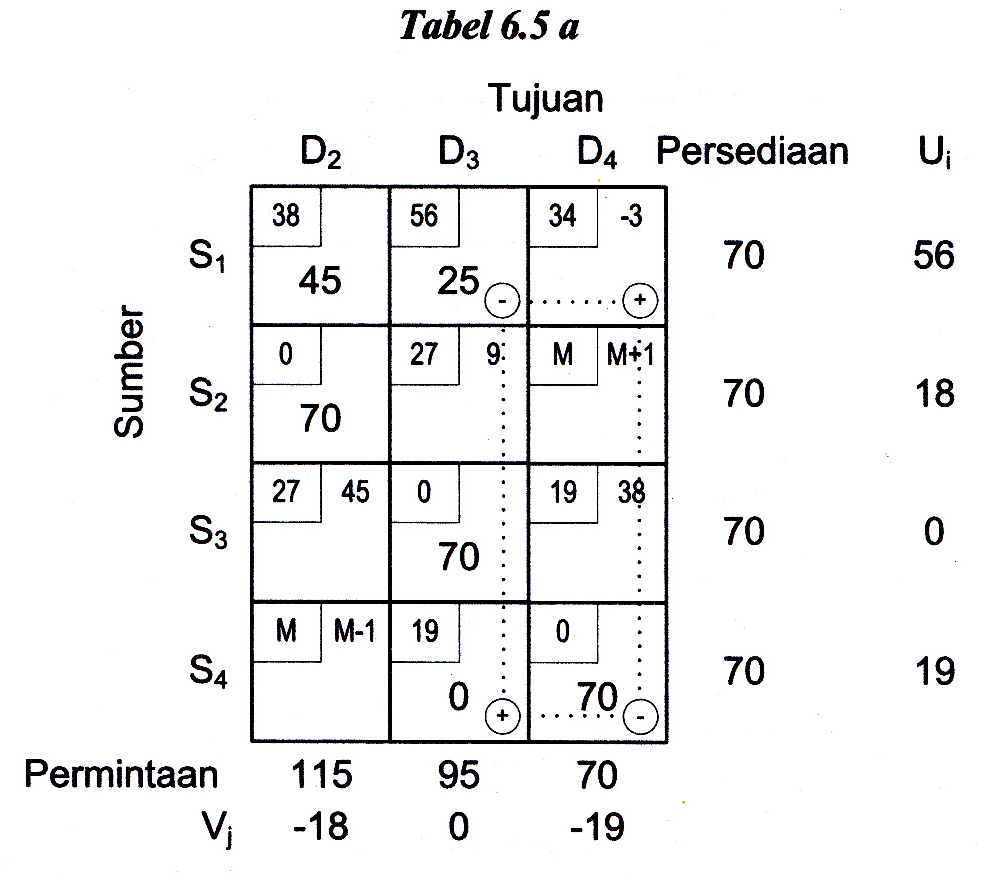 Tabel 6.5 a
Tujuan
D2 D3 D4 Persediaan Ui
Sumber
38 56 34 -3
S1 45 25 - + 70 56
0 27 9 M M+1
S2 70 70 18
27 45 0 19 38
S3 70 70 0
M M-1 19 0
S4 0 + 70 - 70 19
Permintaan 115 95 70
Vj -18 0 -19